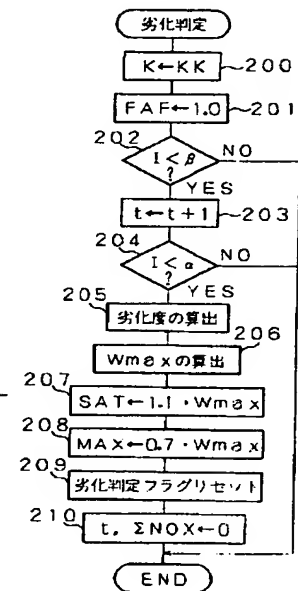 劣化判定
K←KK 200
FAF←1.0 201
202
I<β
?
NO
YES
t←t+1 203
204
I<α
?
NO
YES
205
劣化度の算出
206
Wmaxの算出
207
SAT←1.1・Wmax
208
MAX←0.7・Wmax
209
劣化判定フラグリセット
210
t, ΣNOX←0
END